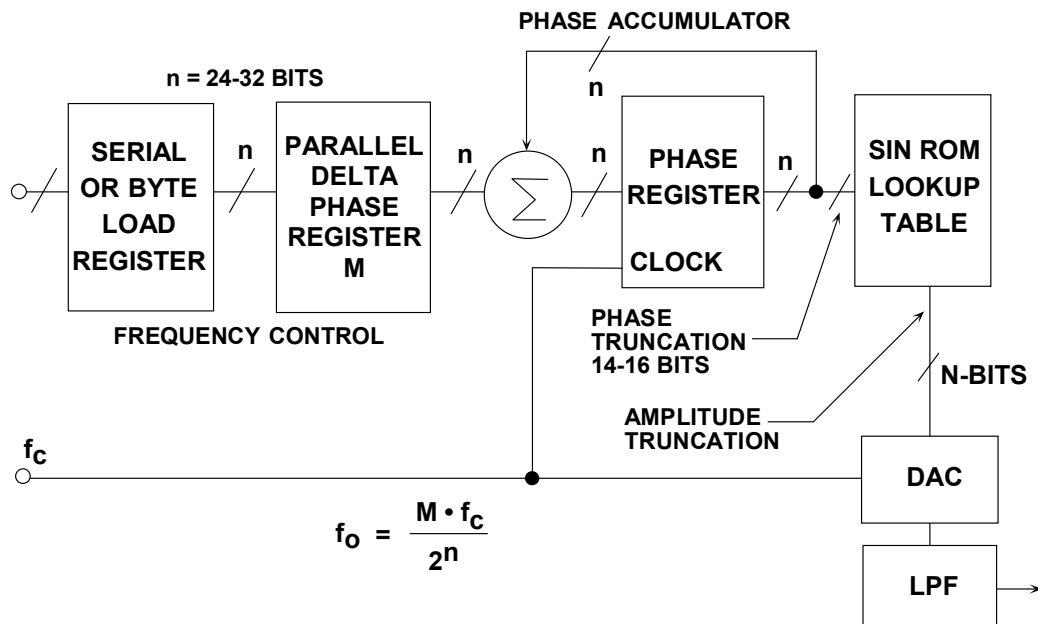 PHASE ACCUMULATOR
n
n = 24-32 BITS
SERIAL
OR BYTE
LOAD
REGISTER
n
PARALLEL
DELTA
PHASE
REGISTER
M
n
Σ
n
PHASE
REGISTER
CLOCK
n
SIN ROM
LOOKUP
TABLE
FREQUENCY CONTROL
PHASE
TRUNCATION
14-16 BITS
N-BITS
AMPLITUDE
TRUNCATION
fc
DAC
fo = M • fc
2n
LPF